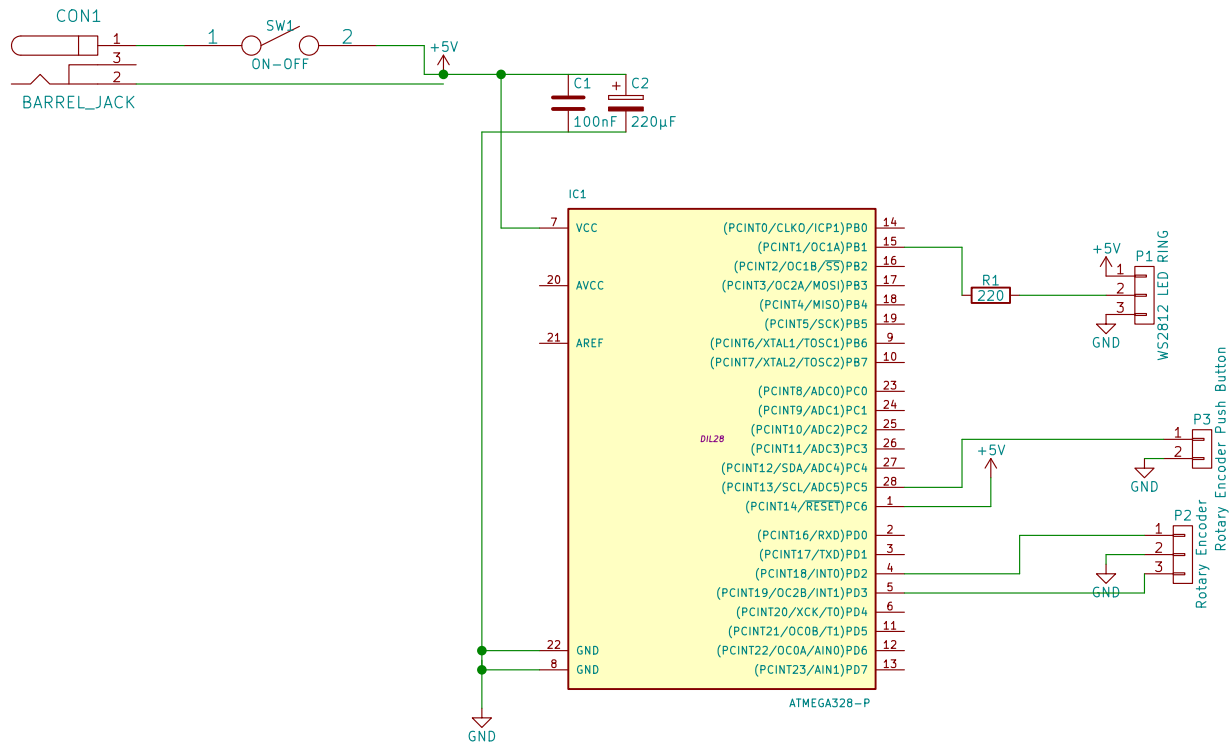 CON1
1
3
2
BARREL_JACK
1
SW1
2
ON-OFF
+5V
C1
100nF
+
C2
220µF
IC1
7 VCC
20 AVCC
21 AREF
22 GND
8 GND
DIL28
(PCINT0/CLKO/ICP1)PB0 14
(PCINT1/OC1A)PB1 15
(PCINT2/OC1B/SS)PB2 16
(PCINT3/OC2A/MOSI)PB3 17
(PCINT4/MISO)PB4 18
(PCINT5/SCK)PB5 19
(PCINT6/XTAL1/TOSC1)PB6 9
(PCINT7/XTAL2/TOSC2)PB7 10
(PCINT8/ADC0)PC0 23
(PCINT9/ADC1)PC1 24
(PCINT10/ADC2)PC2 25
(PCINT11/ADC3)PC3 26
(PCINT12/SDA/ADC4)PC4 27
(PCINT13/SCL/ADC5)PC5 28
(PCINT14/RESET)PC6 1
(PCINT16/RXD)PD0 2
(PCINT17/TXD)PD1 3
(PCINT18/INT0)PD2 4
(PCINT19/OC2B/INT1)PD3 5
(PCINT20/XCK/T0)PD4 6
(PCINT21/OC0B/T1)PD5 11
(PCINT22/OC0A/AIN0)PD6 12
(PCINT23/AIN1)PD7 13
ATMEGA328-P
GND
R1
220
+5V
P1
1
2
3
GND
WS2812 LED RING
+5V
P3
1
2
GND
Rotary Encoder Push Button
P2
1
2
3
GND
Rotary Encoder